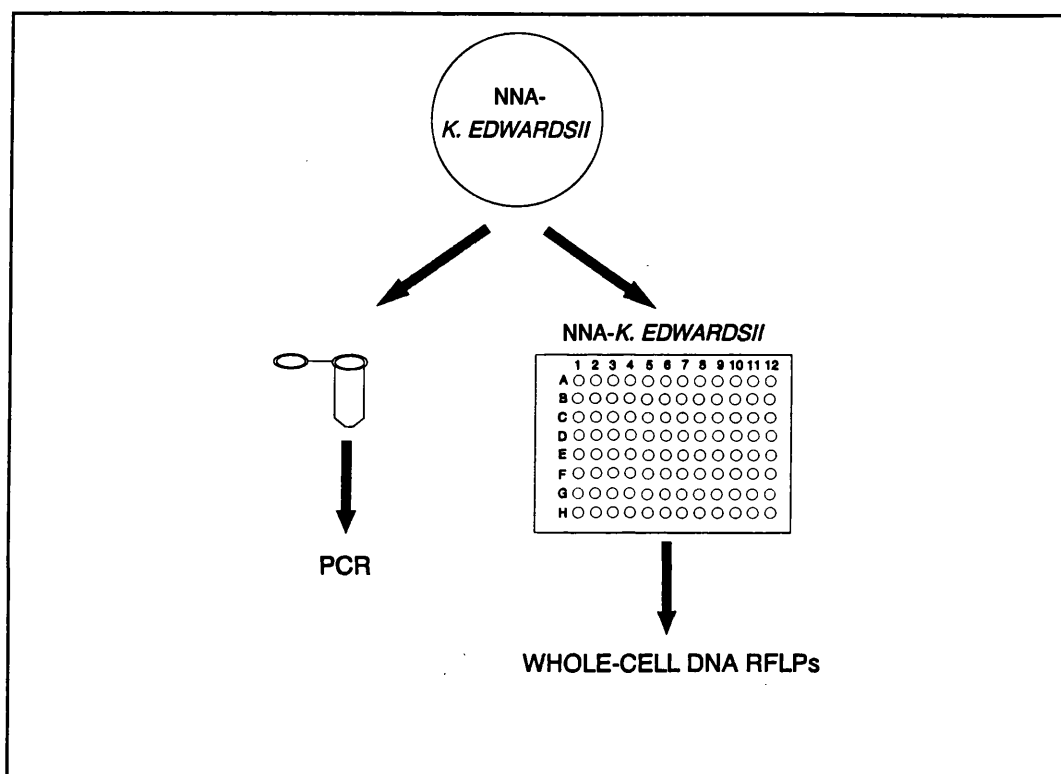 NNA-
K. EDWARDSII
NNA-K. EDWARDSII
1 2 3 4 5 6 7 8 9 10 11 12
A
B
C
D
E
F
G
H
PCR
WHOLE-CELL DNA RFLPs